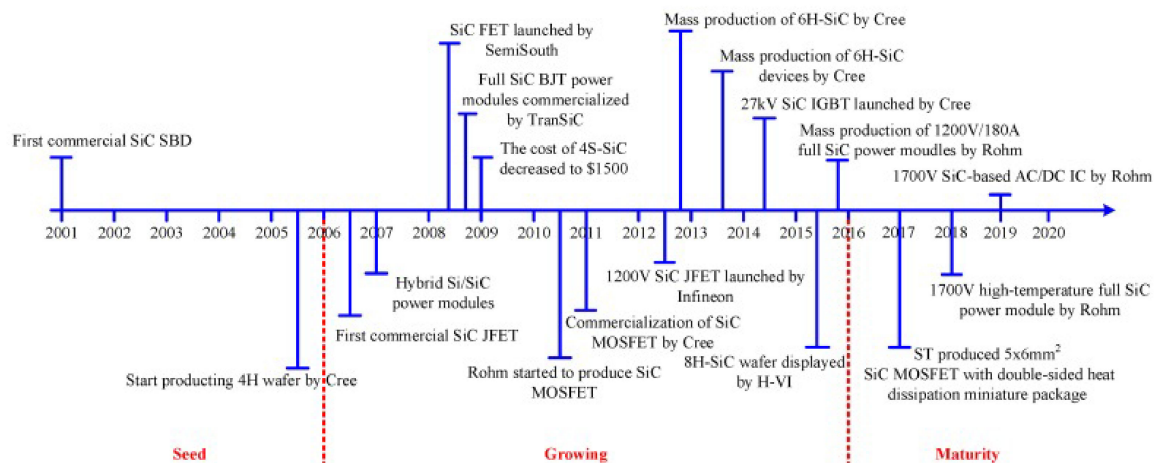 Mass production of 6H-SiC by Cree
SiC FET launched by
SemiSouth
Mass production of 6H-SiC
devices by Cree
Full SiC BJT power
modules commercialized
by TranSiC
27kV SiC IGBT launched by Cree
First commercial SiC SBD
The cost of 4S-SiC
decreased to $1500
Mass production of 1200V/180A
full SiC power moudles by Rohm
1700V SiC-based AC/DC IC by Rohm
2001 2002 2003 2004 2005 2006 2007 2008 2009 2010 2011 2012 2013 2014 2015 2016 2017 2018 2019 2020
Hybrid Si/SiC
power modules
1200V SiC JFET launched by
Infineon
1700V high-temperature full SiC
power module by Rohm
First commercial SiC JFET
Commercialization of SiC
MOSFET by Cree
Start producting 4H wafer by Cree
Rohm started to produce SiC
MOSFET
8H-SiC wafer displayed
by H-VI
ST produced 5x6mm²
SiC MOSFET with double-sided heat
dissipation miniature package
Seed Growing Maturity